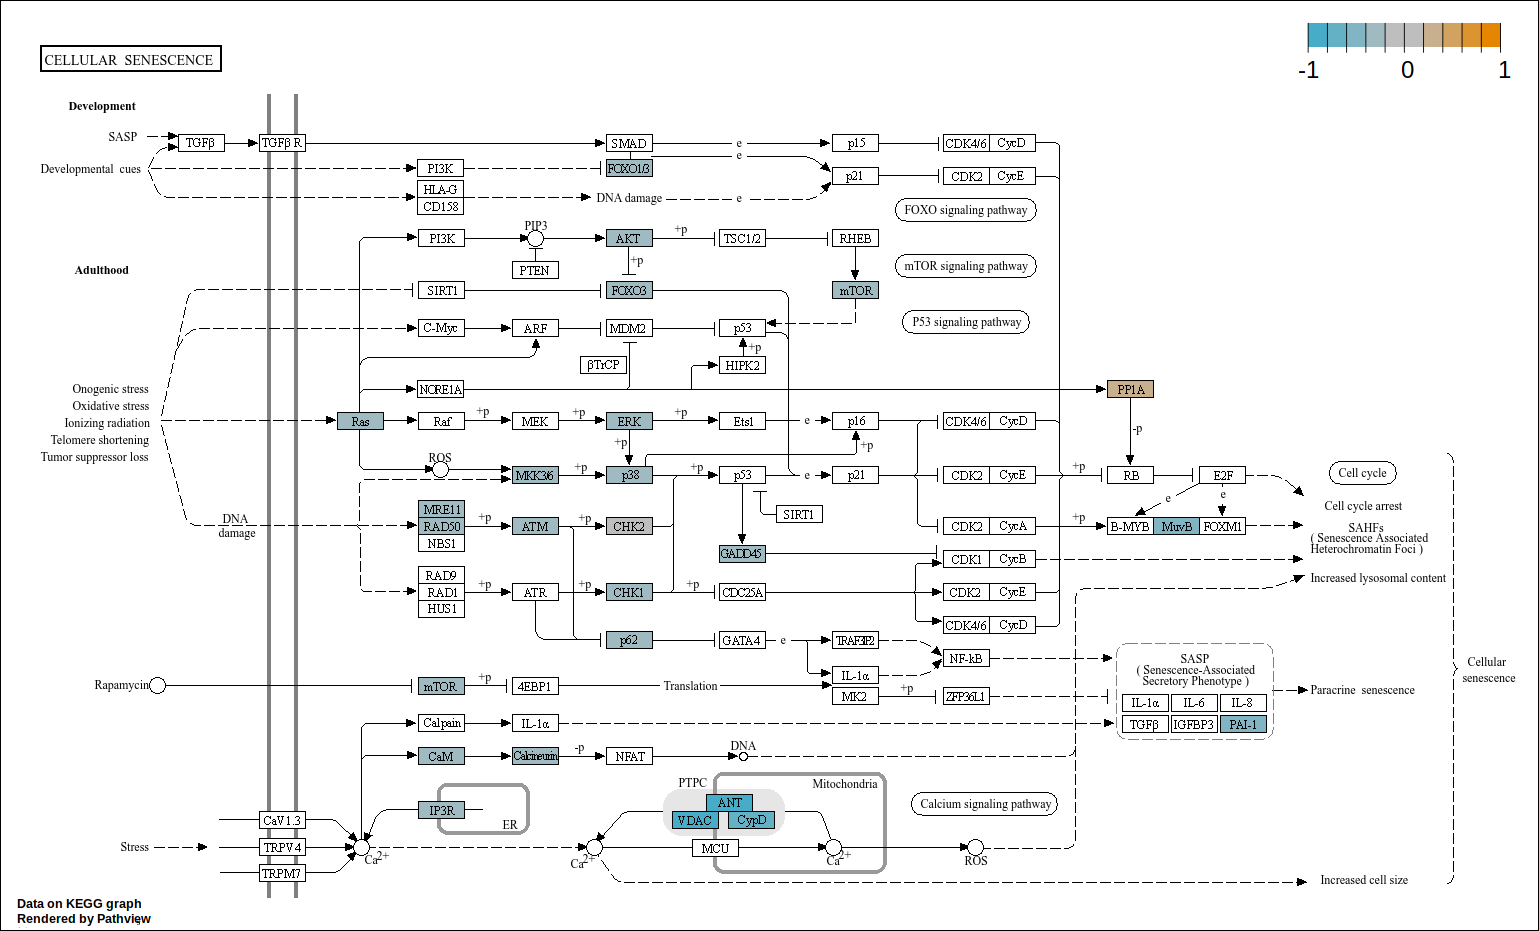 CELLULAR SENESCENCE
-1 0 1
Development
SASP
TGFβ
TGFβ R
SMAD
e
p15
CDK4/6 CycD
e
Developmental cues
PI3K
FOXO1/3
p21
CDK2 CycE
HLA-G
CD158
DNA damage
e
FOXO signaling pathway
PIP3
PI3K
AKT
+p
TSC1/2
RHEB
+p
PTEN
mTOR signaling pathway
Adulthood
SIRT1
FOXO3
mTOR
C-Myc
ARF
MDM2
p53
P53 signaling pathway
+p
βTrCP
HIPK2
NORE1A
PP1A
Onogenic stress
Oxidative stress
Ionizing radiation
Telomere shortening
Tumor suppressor loss
Ras
Raf
+p
MEK
+p
ERK
+p
Ets1
e
p16
CDK4/6 CycD
-p
+p
+p
ROS
MKK3/6
+p
p38
+p
p53
e
p21
CDK2 CycE
+p
RB
E2F
Cell cycle
e
e
Cell cycle arrest
MRE11
RAD50
NBS1
DNA
damage
+p
ATM
+p
CHK2
SIRT1
CDK2 CycA
+p
B-MYB MuvB FOXM1
SAHFs
( Senescence Associated
Heterochromatin Foci )
GADD45
CDK1 CycB
RAD9
RAD1
HUS1
+p
ATR
+p
CHK1
+p
CDC25A
CDK2 CycE
Increased lysosomal content
CDK4/6 CycD
p62
GATA4
e
TRAF3IP2
NF-kB
IL-1α
SASP
( Senescence-Associated
Secretory Phenotype )
Cellular
senescence
Rapamycin
mTOR
+p
4EBP1
Translation
MK2
+p
ZFP36L1
IL-1α IL-6 IL-8
TGFβ IGFBP3 PAI-1
Paracrine senescence
Calpain
IL-1α
CaM
Calcineurin
-p
NFAT
DNA
PTPC
Mitochondria
IP3R
ER
ANT
VDAC CypD
Calcium signaling pathway
CaV1.3
Stress
TRPV4
Ca2+
Ca2+
MCU
Ca2+
ROS
TRPM7
Increased cell size
Data on KEGG graph
Rendered by Pathview